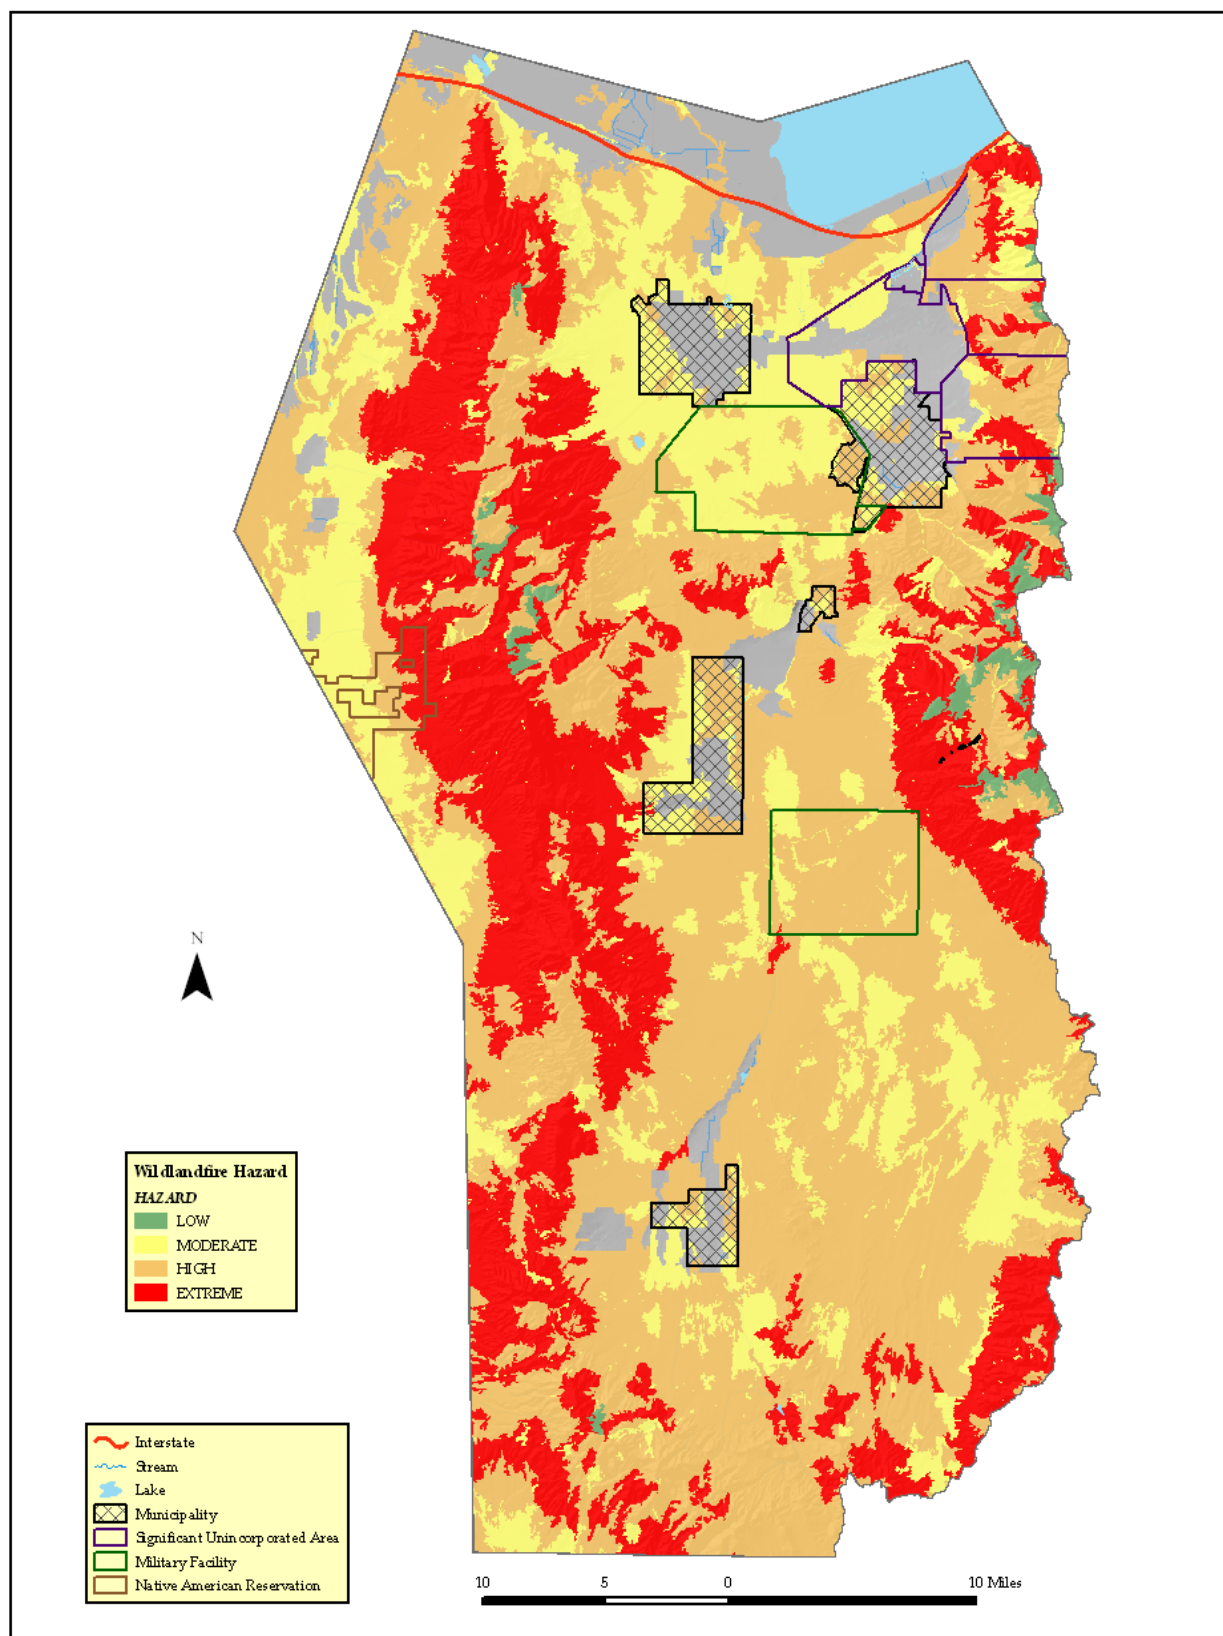 N
Wildlandfire Hazard
HAZARD
LOW
MODERATE
HIGH
EXTREME
Interstate
Stream
Lake
Municipality
Significant Unincorporated Area
Military Facility
Native American Reservation
10 5 0 10 Miles